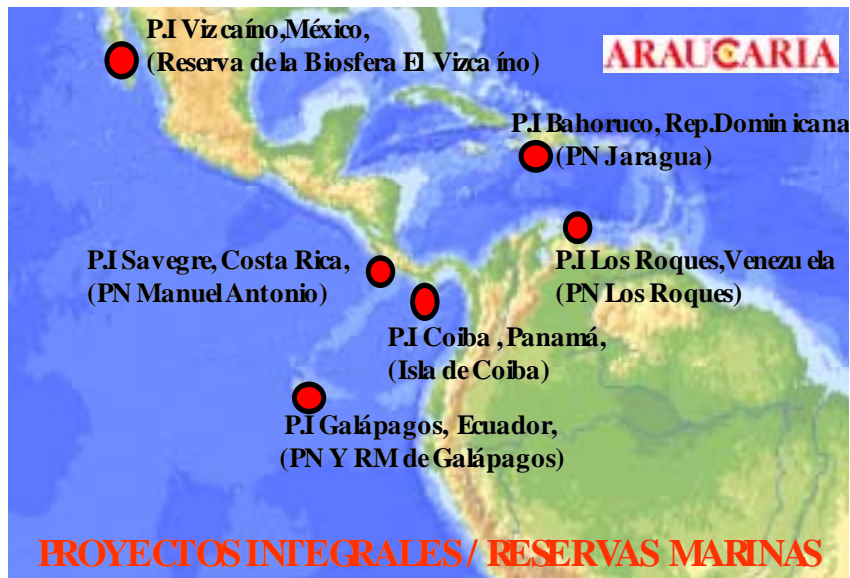 P.I Vizcaíno,México,
(Reserva de la Biosfera El Vizcaíno)
ARAUCARIA
P.I Bahoruco, Rep.Dominicana
(PN Jaragua)
P.I Savegre, Costa Rica,
(PN Manuel Antonio)
P.I Los Roques,Venezuela
(PN Los Roques)
P.I Coiba , Panamá,
(Isla de Coiba)
P.I Galápagos, Ecuador,
(PN Y RM de Galápagos)
PROYECTOS INTEGRALES / RESERVAS MARINAS